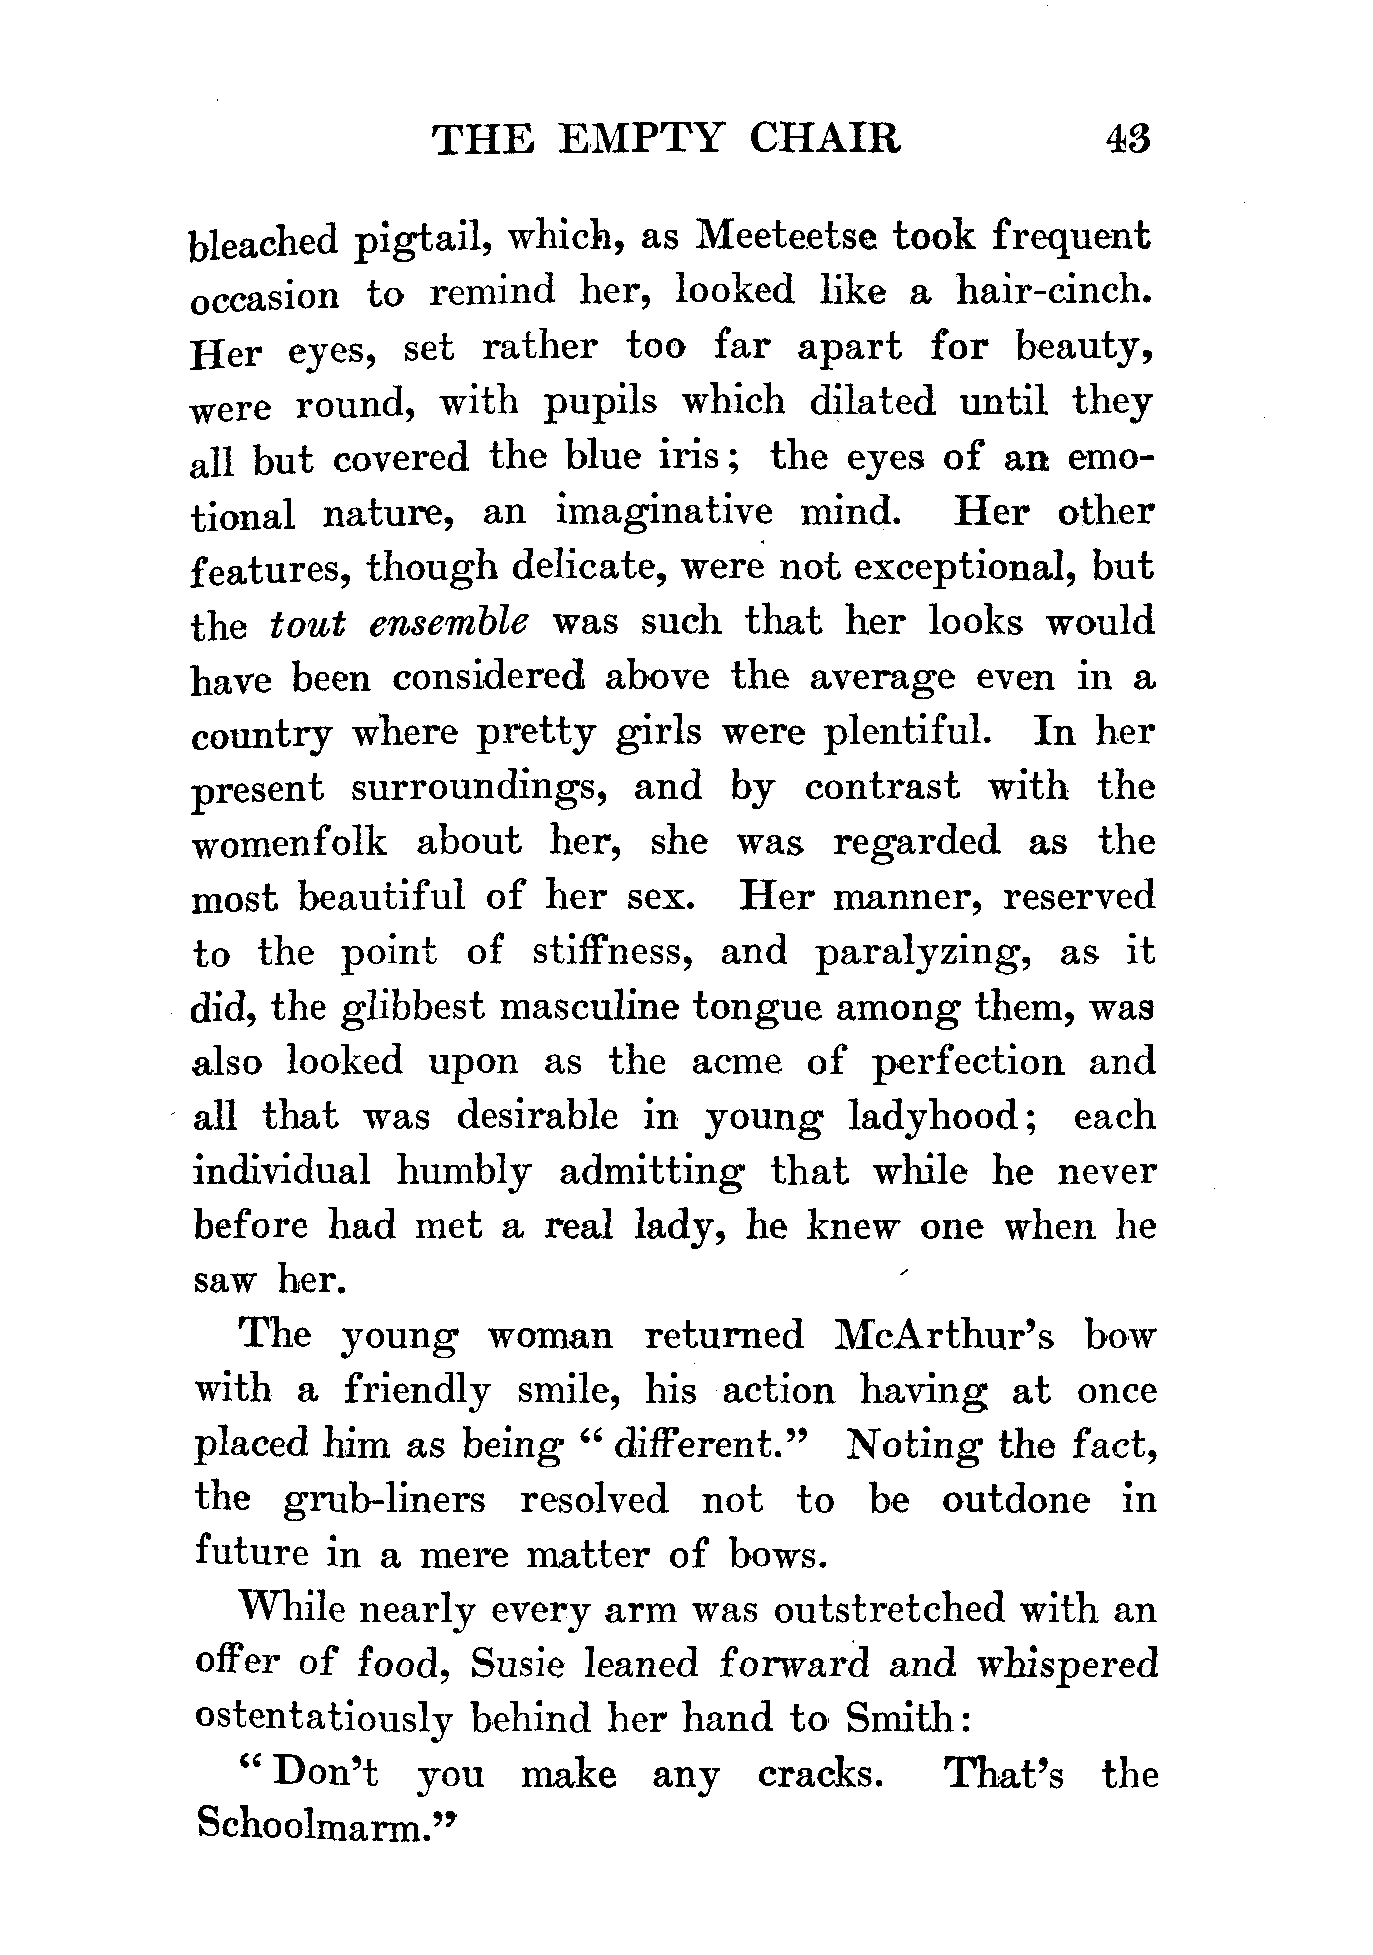 THE EMPTY CHAIR 43
bleached pigtail, which, as Meeteetse took frequent
occasion to remind her, looked like a hair-cinch.
Her eyes, set rather too far apart for beauty,
were round, with pupils which dilated until they
all but covered the blue iris; the eyes of an emo-
tional nature, an imaginative mind. Her other
features, though delicate, were not exceptional, but
the tout ensemble was such that her looks would
have been considered above the average even in a
country where pretty girls were plentiful. In her
present surroundings, and by contrast with the
womenfolk about her, she was regarded as the
most beautiful of her sex. Her manner, reserved
to the point of stiffness, and paralyzing, as it
did, the glibbest masculine tongue among them, was
also looked upon as the acme of perfection and
all that was desirable in young ladyhood; each
individual humbly admitting that while he never
before had met a real lady, he knew one when he
saw her.
The young woman returned McArthur's bow
with a friendly smile, his action having at once
placed him as being "different." Noting the fact,
the grub-liners resolved not to be outdone in
future in a mere matter of bows.
While nearly every arm was outstretched with an
offer of food, Susie leaned forward and whispered
ostentatiously behind her hand to Smith:
"Don't you make any cracks. That's the
Schoolmarm."